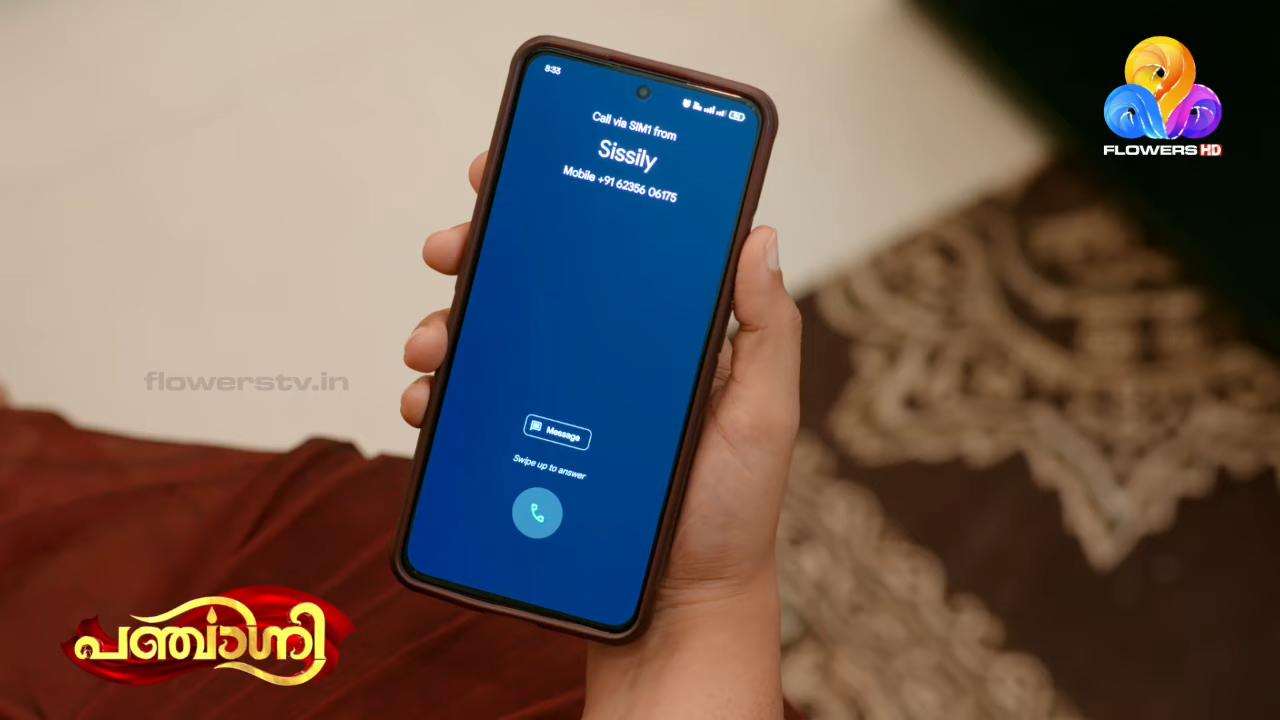 8:33
Call via SIM1 from
Sissily
Mobile +91 62356 06175
FLOWERS HD
flowerstv.in
Message
Swipe up to answer
പഞ്ചാഗ്നി